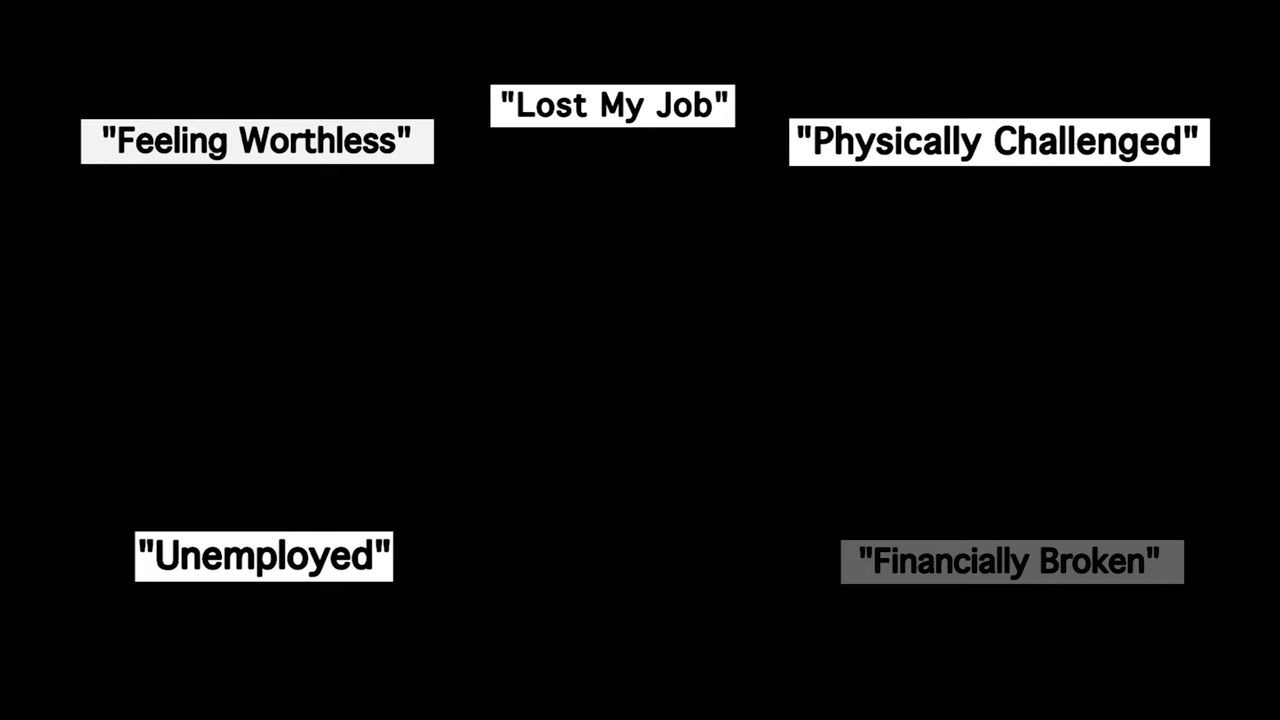 "Lost My Job"
"Feeling Worthless"
"Physically Challenged"
"Unemployed"
"Financially Broken"